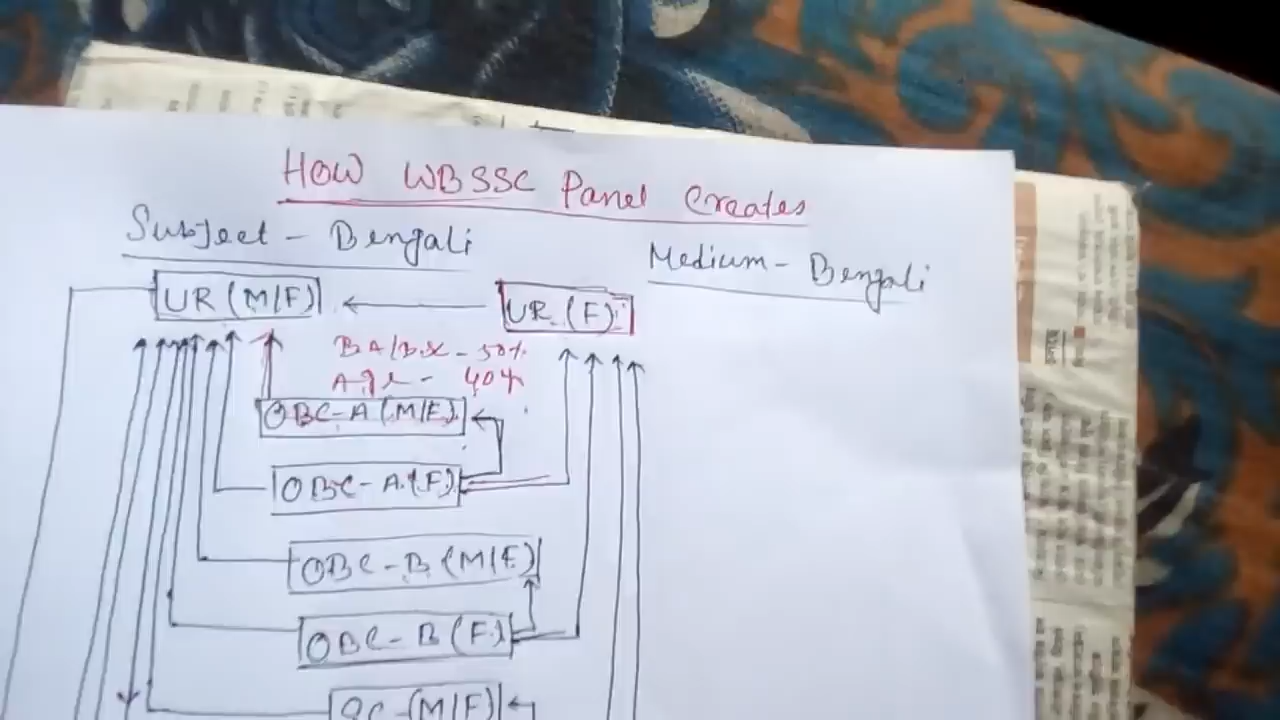 HOW WBSSC Panel Creates
Subject - Bengali
Medium - Bengali
UR (M/F)
UR (F)
BA/B.Sc - 50%
Age - 40%
OBC-A (M/F)
OBC-A (F)
OBC-B (M/F)
OBC-B (F)
SC-(M/F)